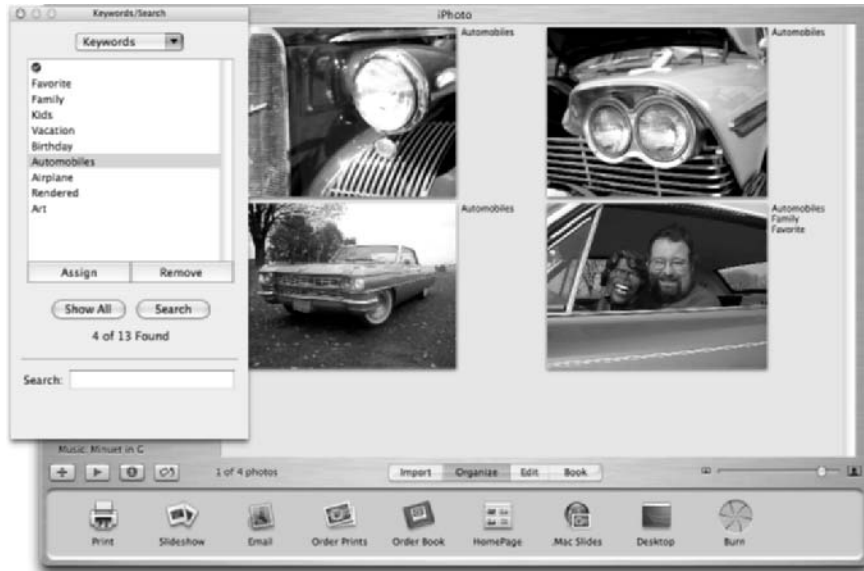 Keywords/Search
iPhoto
Keywords
Favorite
Family
Kids
Vacation
Birthday
Automobiles
Airplane
Rendered
Art
Assign
Remove
Show All
Search
4 of 13 Found
Search:
Automobiles
Automobiles
Automobiles
Automobiles
Family
Favorite
Music: Minuet in G
1 of 4 photos
Import
Organize
Edit
Book
Print
Slideshow
Email
Order Prints
Order Book
HomePage
.Mac Slides
Desktop
Burn